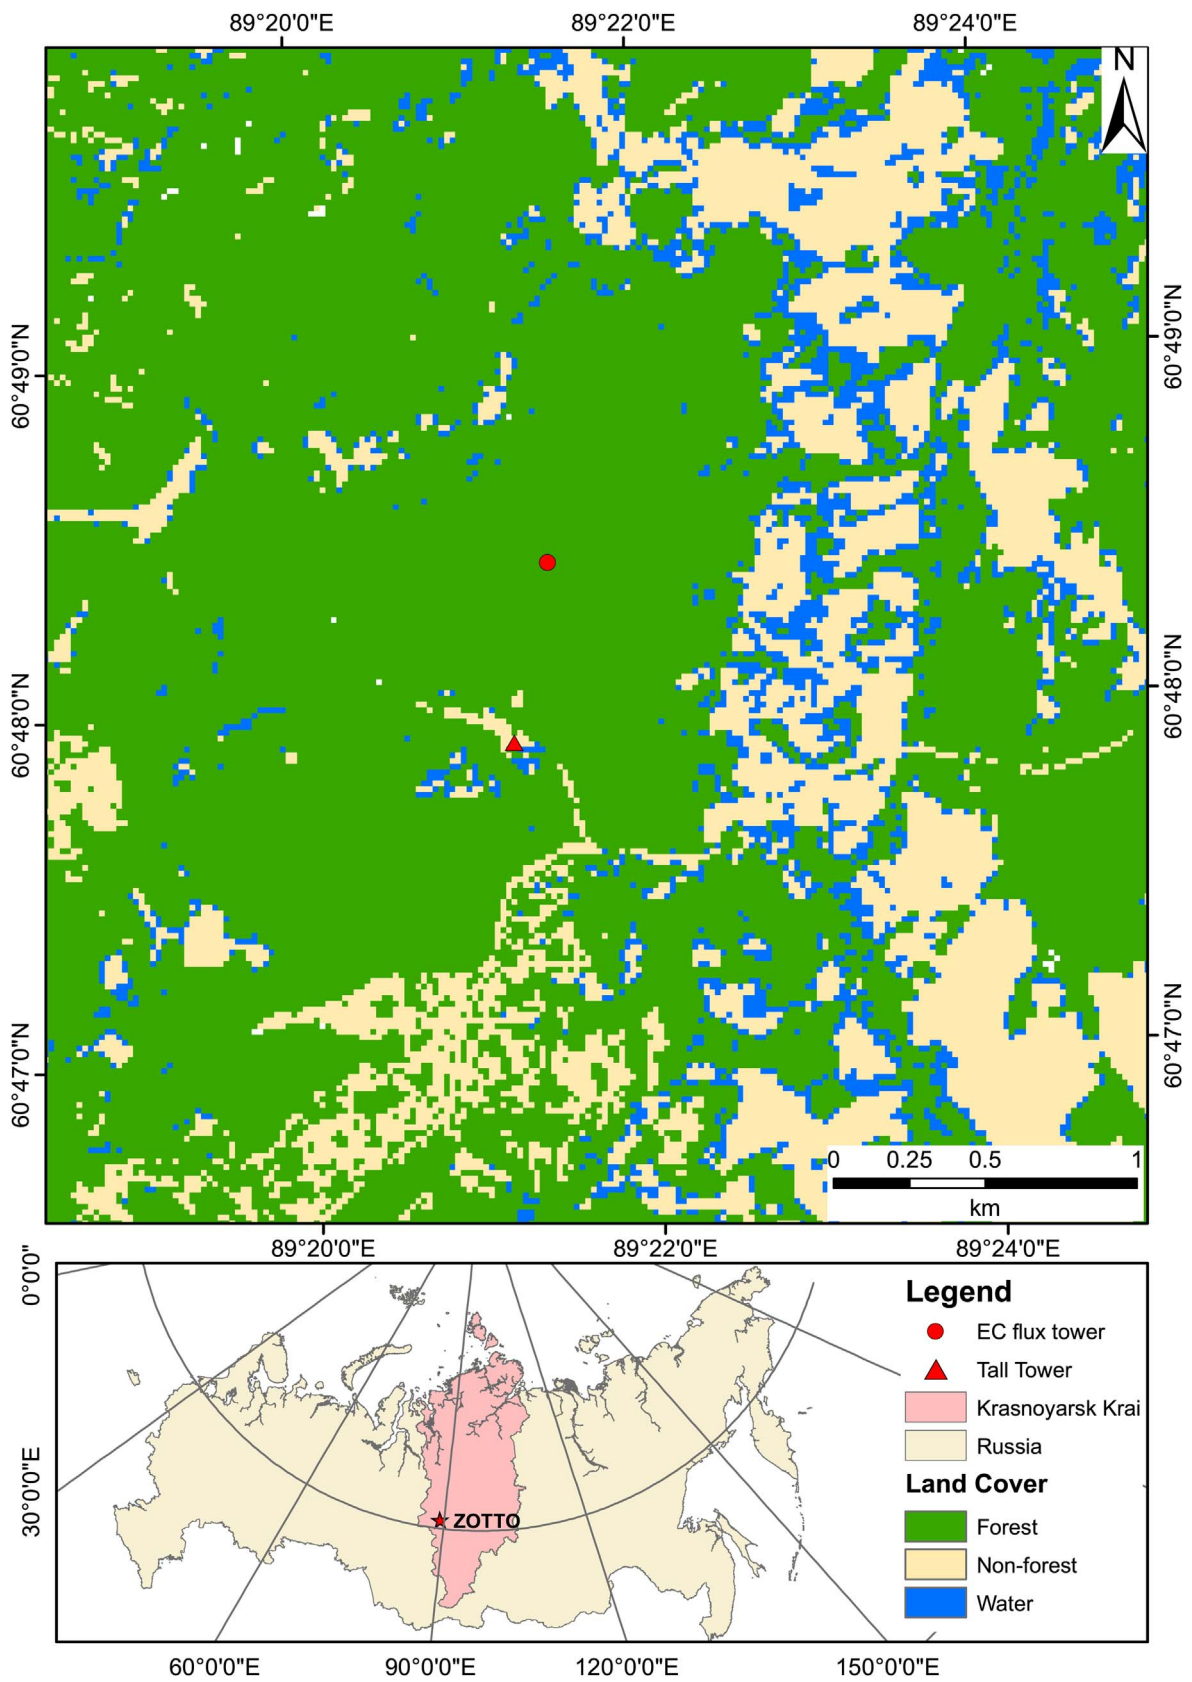 89°20'0"E 89°22'0"E 89°24'0"E
N
60°49'0"N
60°49'0"N
60°48'0"N
60°48'0"N
60°47'0"N
60°47'0"N
0 0.25 0.5 1
km
89°20'0"E 89°22'0"E 89°24'0"E
0°0'0"
30°0'0"E
ZOTTO
Legend
EC flux tower
Tall Tower
Krasnoyarsk Krai
Russia
Land Cover
Forest
Non-forest
Water
60°0'0"E 90°0'0"E 120°0'0"E 150°0'0"E